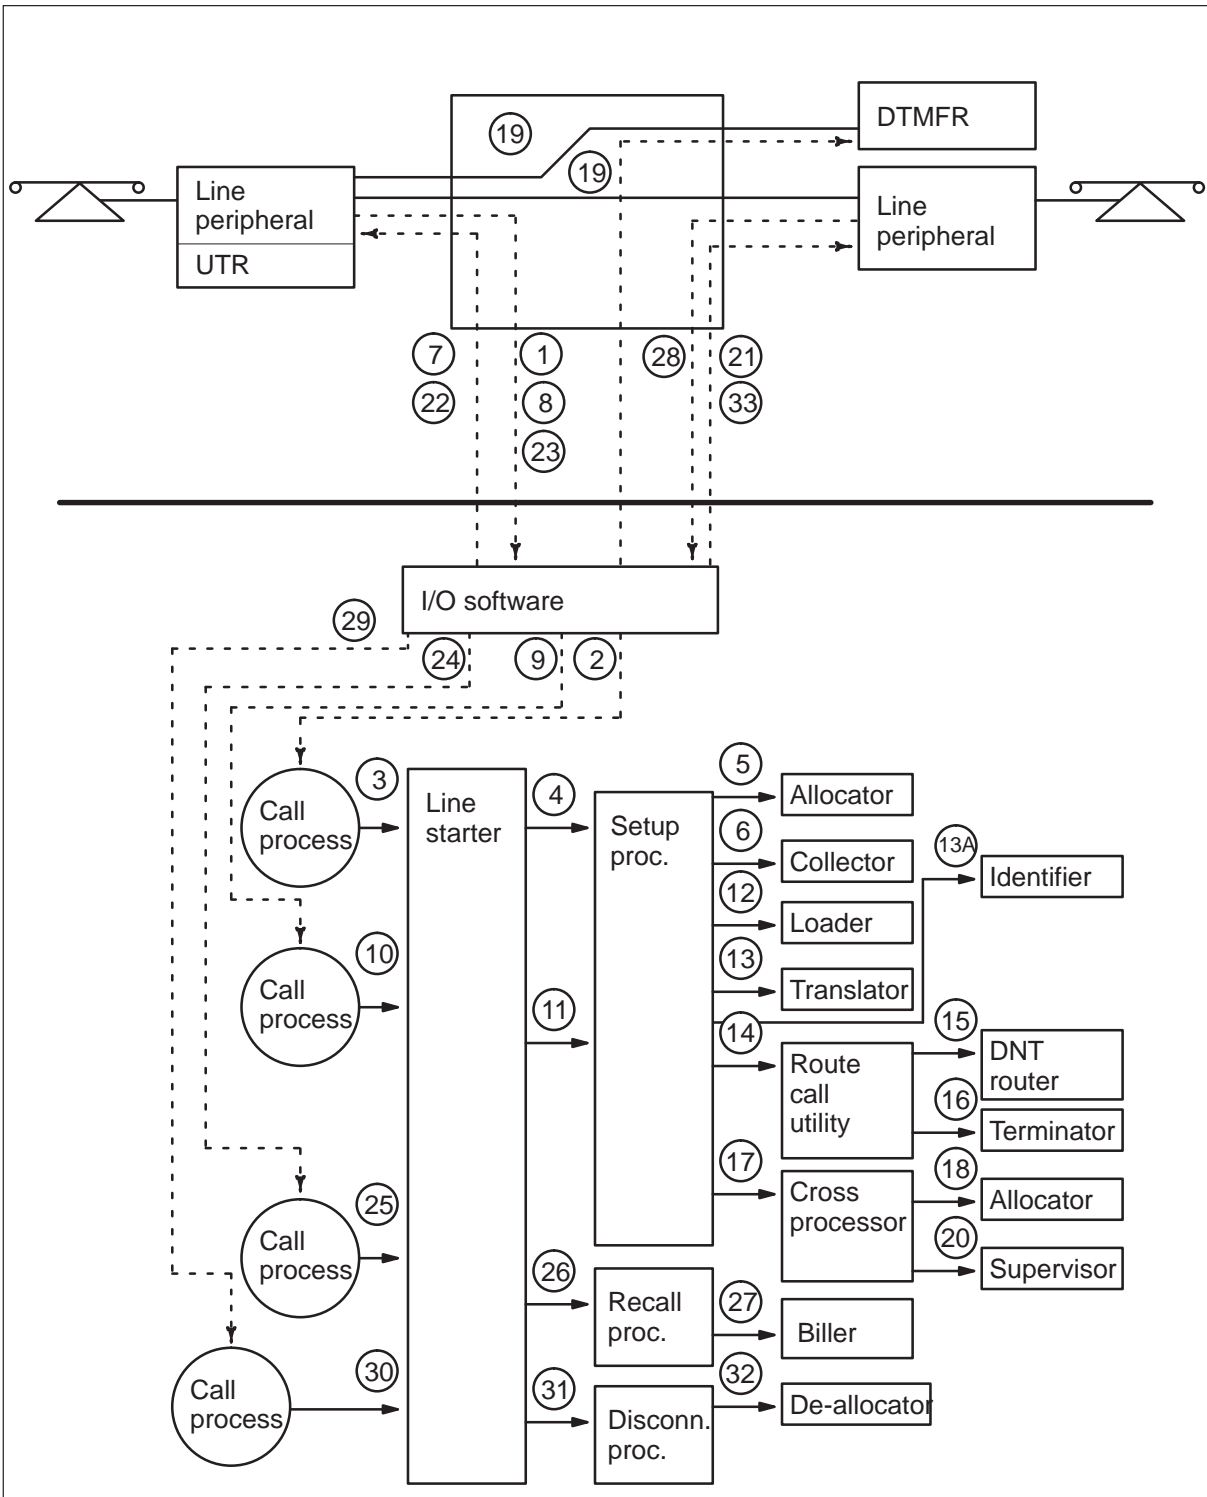 DTMFR
19
19
Line
peripheral
UTR
Line
peripheral
7
1
28
21
22
8
33
23
I/O software
29
24
9
2
3
4
5
Call
process
Line
starter
Setup
proc.
Allocator
6
Collector
13A
Identifier
12
Loader
10
Call
process
13
Translator
11
14
Route
call
utility
15
DNT
router
16
Terminator
17
Cross
processor
18
Allocator
25
Call
process
20
Supervisor
26
Recall
proc.
27
Biller
30
Call
process
31
Disconn.
proc.
32
De-allocator